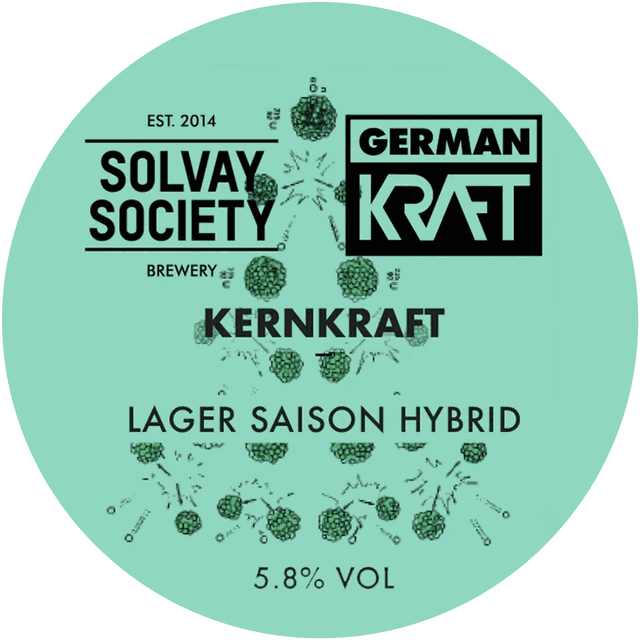 EST. 2014
SOLVAY
SOCIETY
BREWERY
GERMAN
KRAFT
KERNKRAFT
LAGER SAISON HYBRID
5.8% VOL